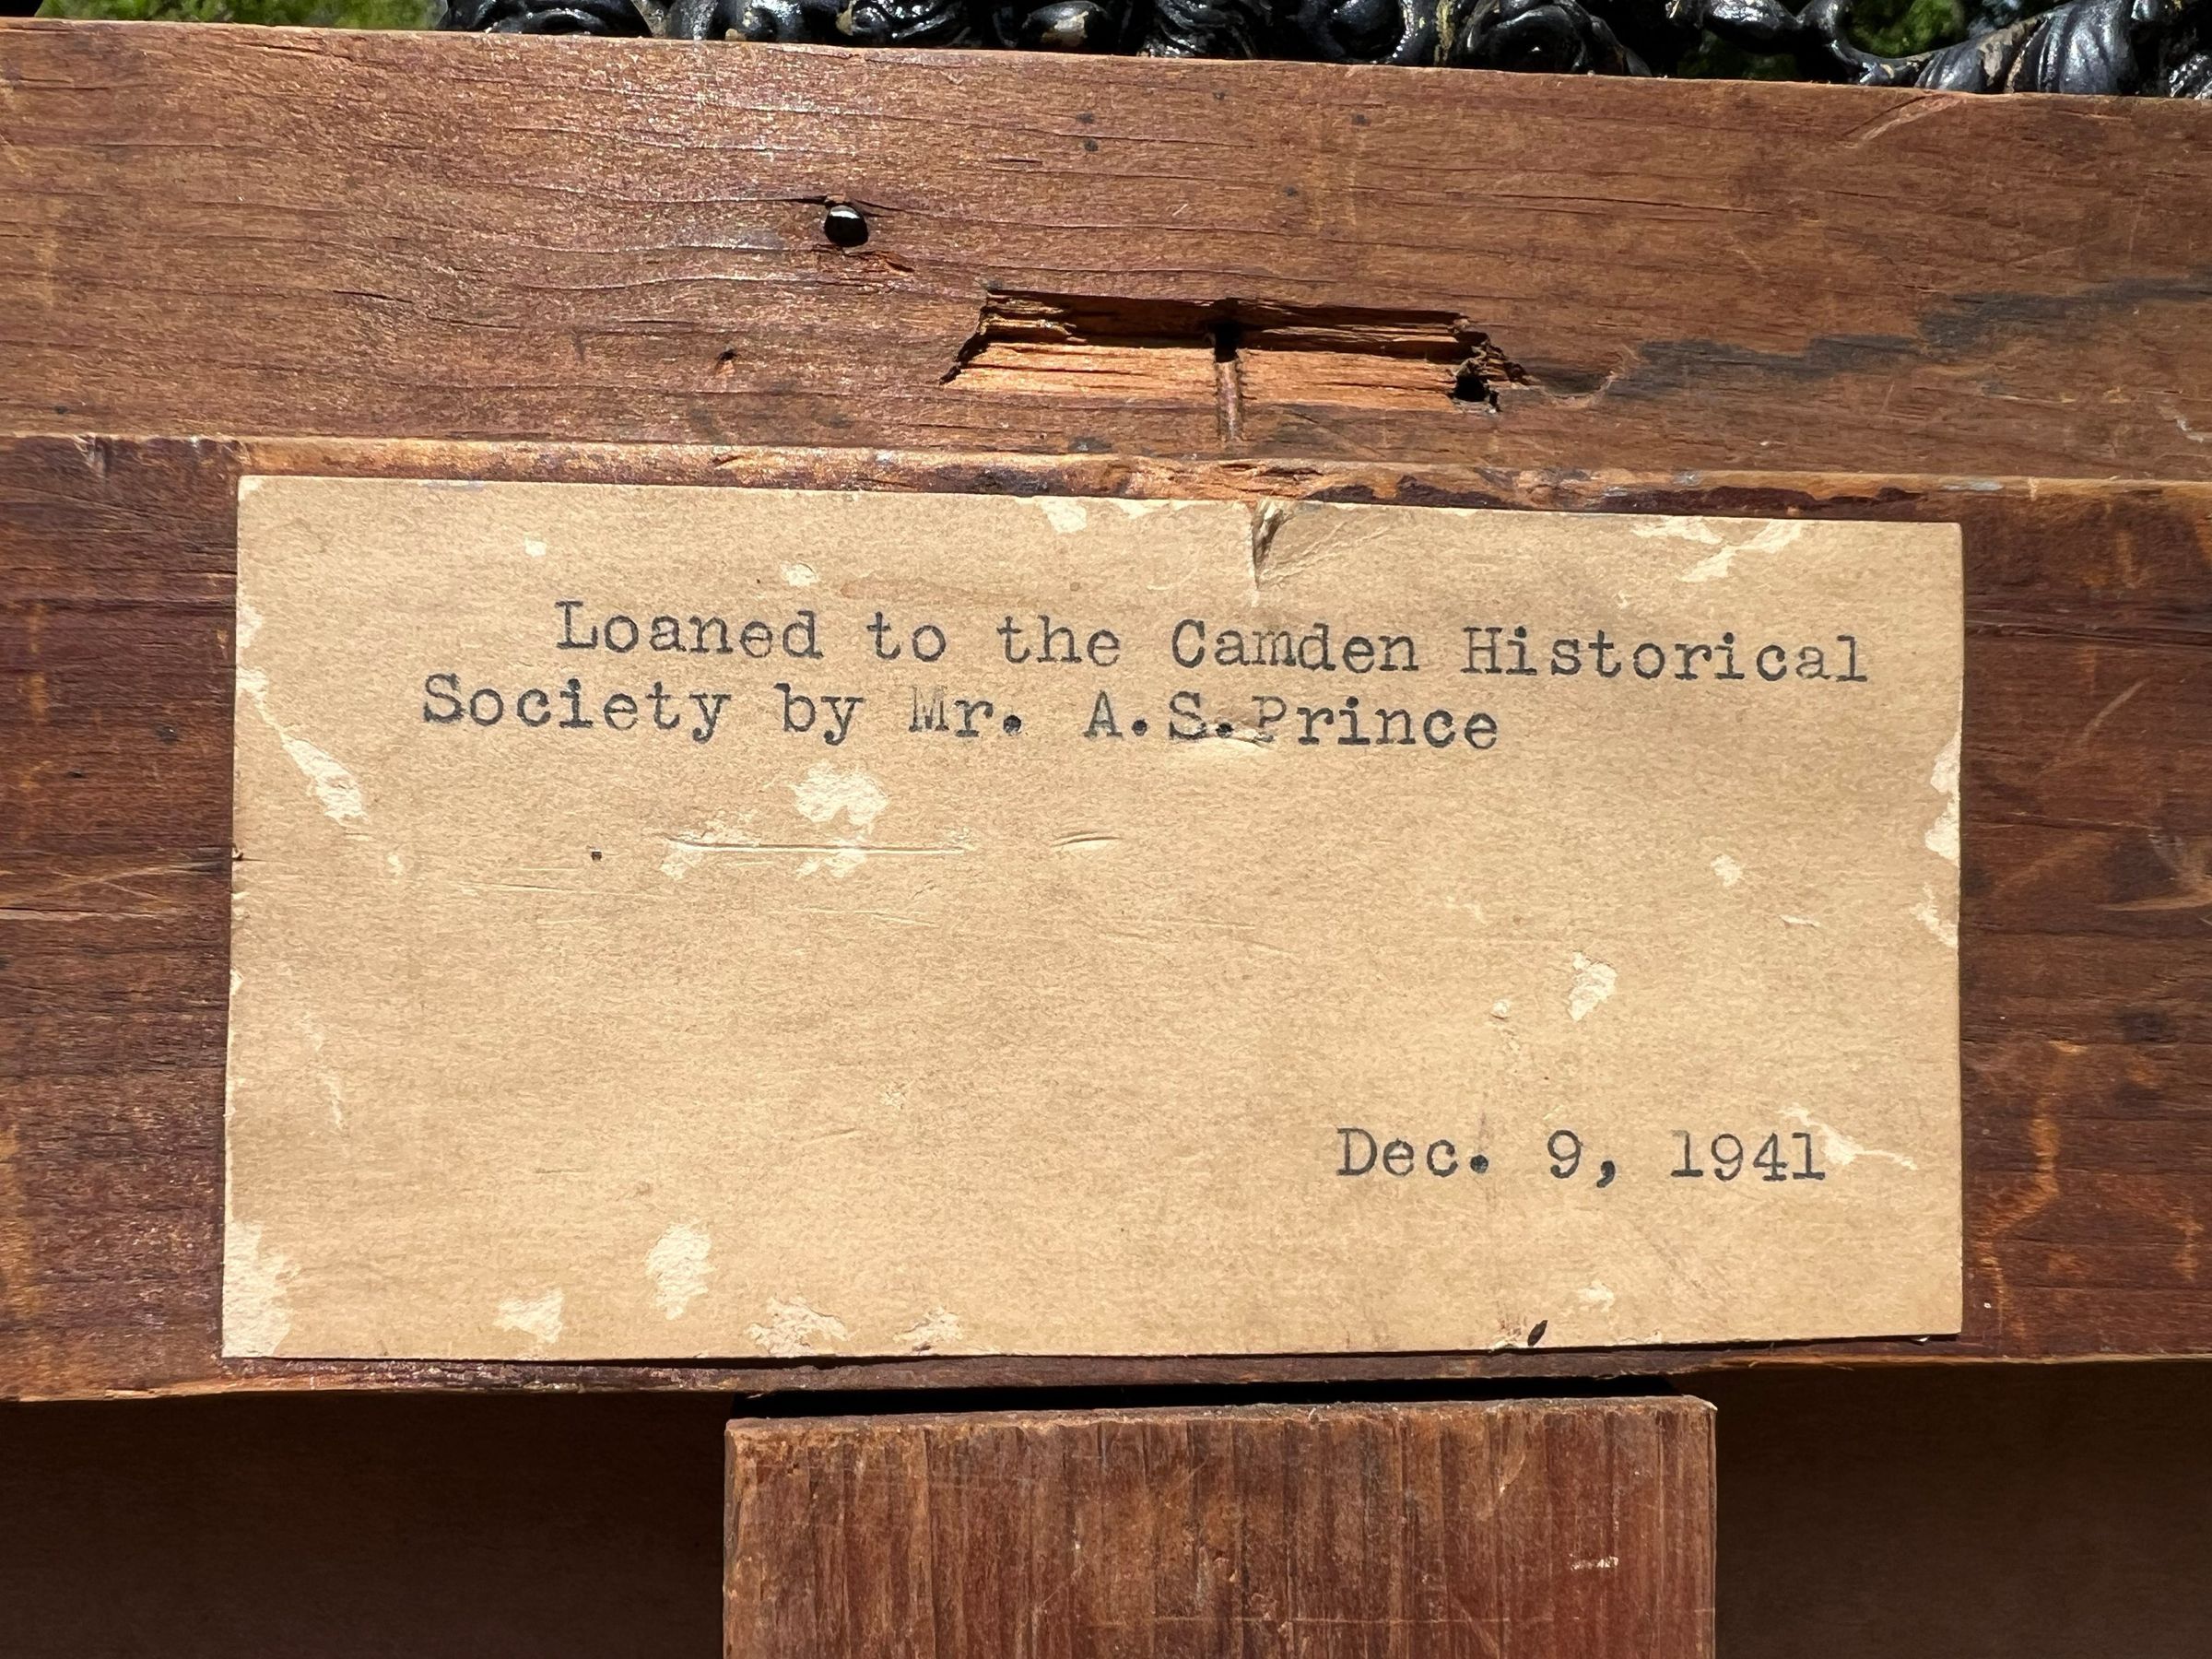 Loaned to the Camden Historical
Society by Mr. A.S.Prince
Dec. 9, 1941